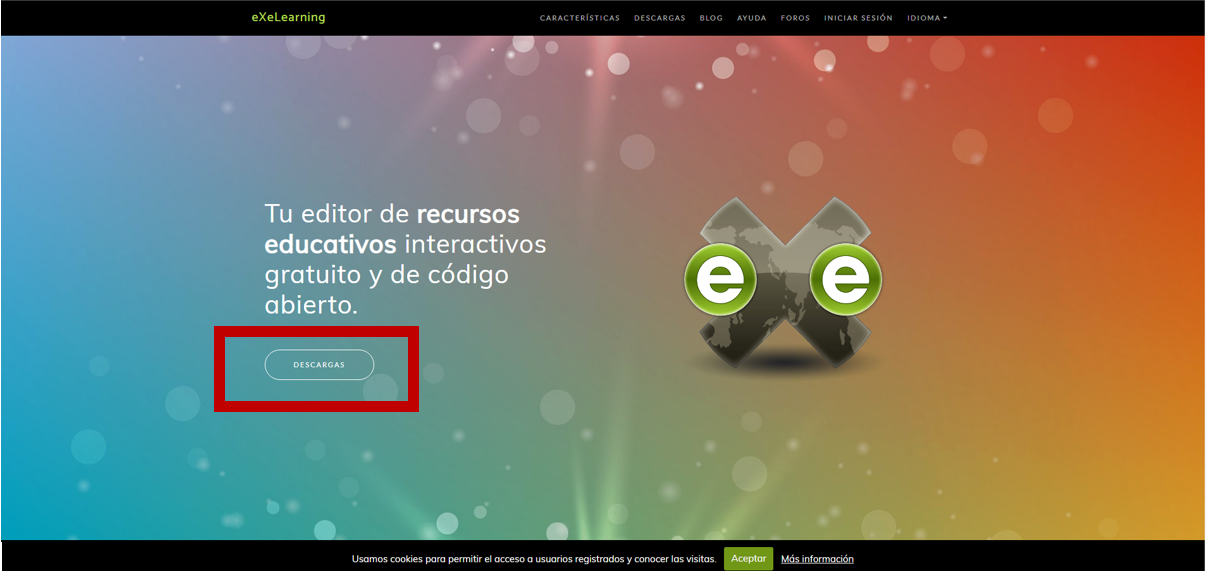 eXeLearning
CARACTERÍSTICAS DESCARGAS BLOG AYUDA FOROS INICIAR SESIÓN IDIOMA
Tu editor de recursos
educativos interactivos
gratuito y de código
abierto.
DESCARGAS
e X e
Usamos cookies para permitir el acceso a usuarios registrados y conocer las visitas. Aceptar Más información